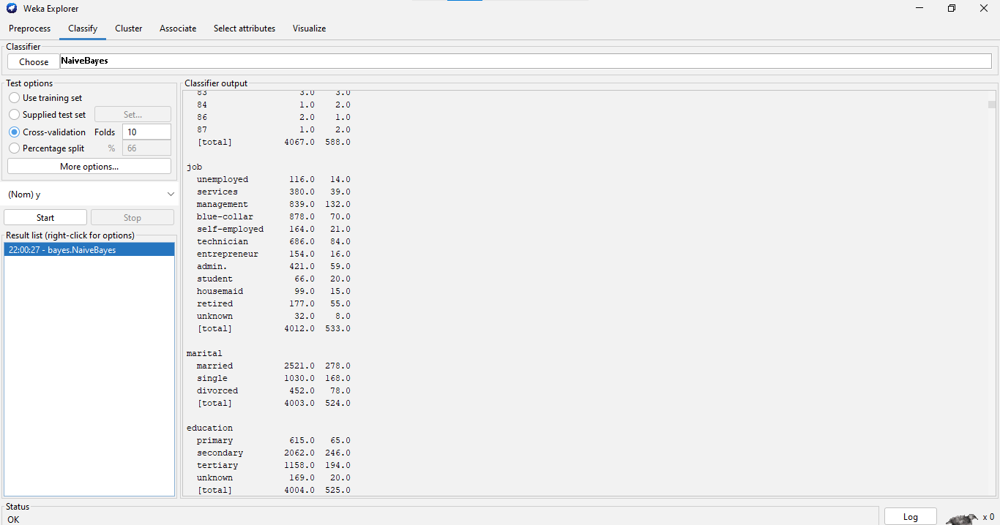 Weka Explorer
Preprocess Classify Cluster Associate Select attributes Visualize
Classifier
Choose NaiveBayes
Test options
Use training set
Supplied test set Set...
Cross-validation Folds 10
Percentage split % 66
More options...
(Nom) y
Start Stop
Result list (right-click for options)
22:00:27 - bayes.NaiveBayes
Classifier output
83 3.0 3.0
84 1.0 2.0
86 2.0 1.0
87 1.0 2.0
[total] 4067.0 588.0
job
unemployed 116.0 14.0
services 380.0 39.0
management 839.0 132.0
blue-collar 878.0 70.0
self-employed 164.0 21.0
technician 686.0 84.0
entrepreneur 154.0 16.0
admin. 421.0 59.0
student 66.0 20.0
housemaid 99.0 15.0
retired 177.0 55.0
unknown 32.0 8.0
[total] 4012.0 533.0
marital
married 2521.0 278.0
single 1030.0 168.0
divorced 452.0 78.0
[total] 4003.0 524.0
education
primary 615.0 65.0
secondary 2062.0 246.0
tertiary 1158.0 194.0
unknown 169.0 20.0
[total] 4004.0 525.0
Status
OK
Log x 0